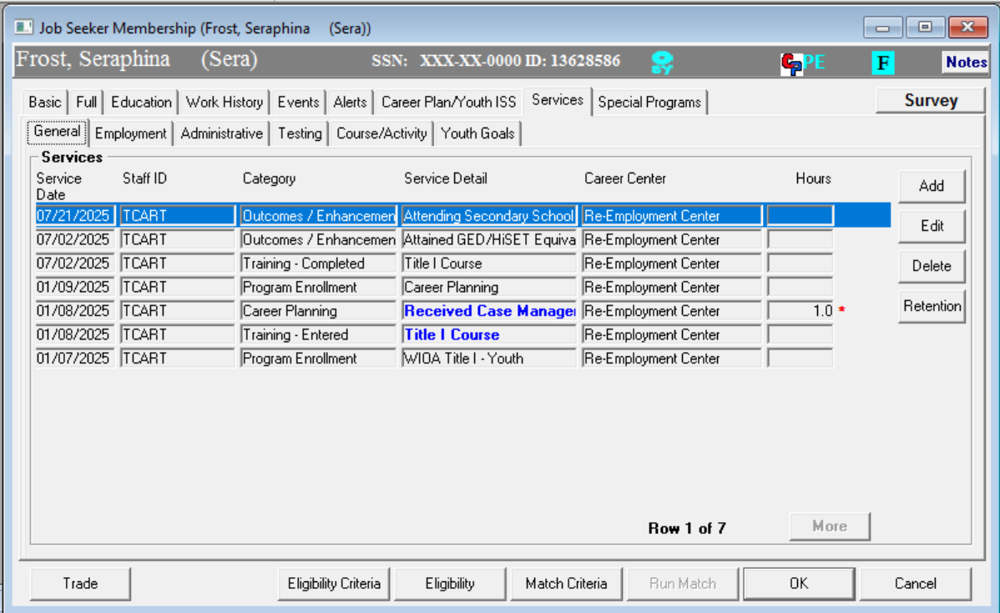 Job Seeker Membership (Frost, Seraphina (Sera))
Frost, Seraphina (Sera) SSN: XXX-XX-0000 ID: 13628586 OY CP PE F Notes
Basic Full Education Work History Events Alerts Career Plan/Youth ISS Services Special Programs Survey
General Employment Administrative Testing Course/Activity Youth Goals
Services
Service Date Staff ID Category Service Detail Career Center Hours
07/21/2025 TCART Outcomes / Enhancemen Attending Secondary School Re-Employment Center
07/02/2025 TCART Outcomes / Enhancemen Attained GED/HiSET Equiva Re-Employment Center
07/02/2025 TCART Training - Completed Title I Course Re-Employment Center
01/09/2025 TCART Program Enrollment Career Planning Re-Employment Center
01/08/2025 TCART Career Planning Received Case Manager Re-Employment Center 1.0 *
01/08/2025 TCART Training - Entered Title I Course Re-Employment Center
01/07/2025 TCART Program Enrollment WIOA Title I - Youth Re-Employment Center
Add
Edit
Delete
Retention
Row 1 of 7 More
Trade Eligibility Criteria Eligibility Match Criteria Run Match OK Cancel